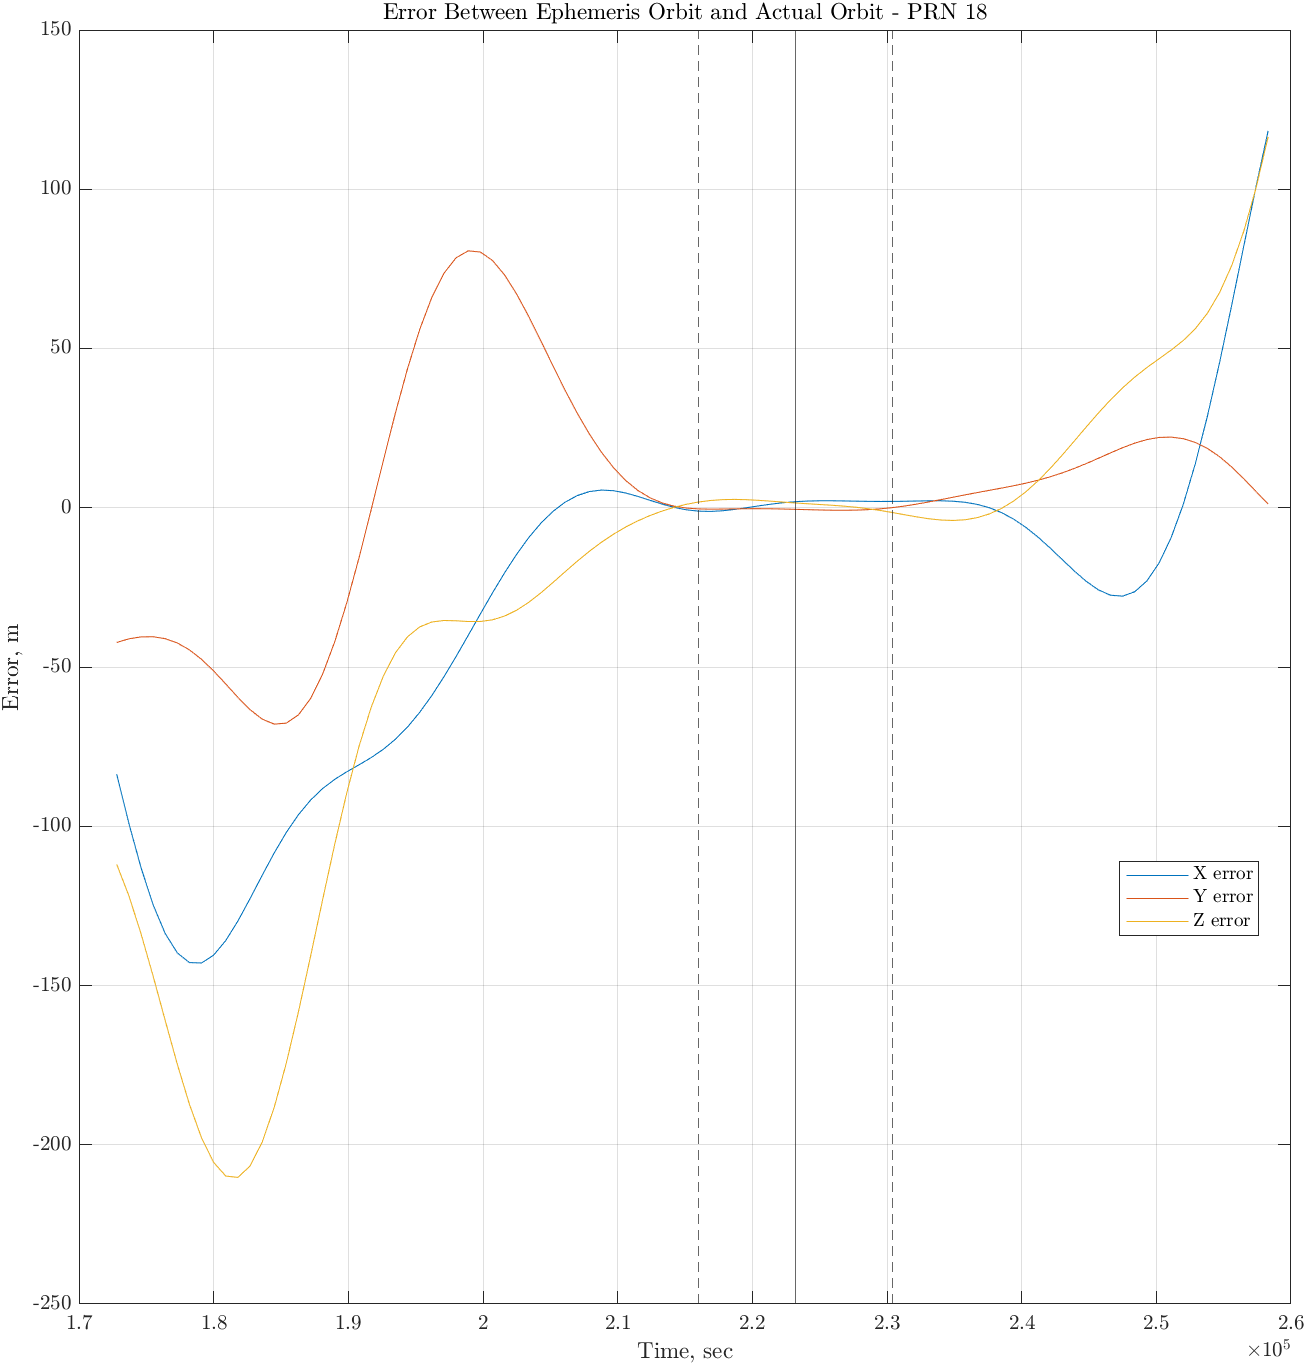 Error Between Ephemeris Orbit and Actual Orbit - PRN 18
150
100
50
0
-50
-100
-150
-200
-250
Error, m
X error
Y error
Z error
1.7 1.8 1.9 2 2.1 2.2 2.3 2.4 2.5 2.6
Time, sec
×10⁵